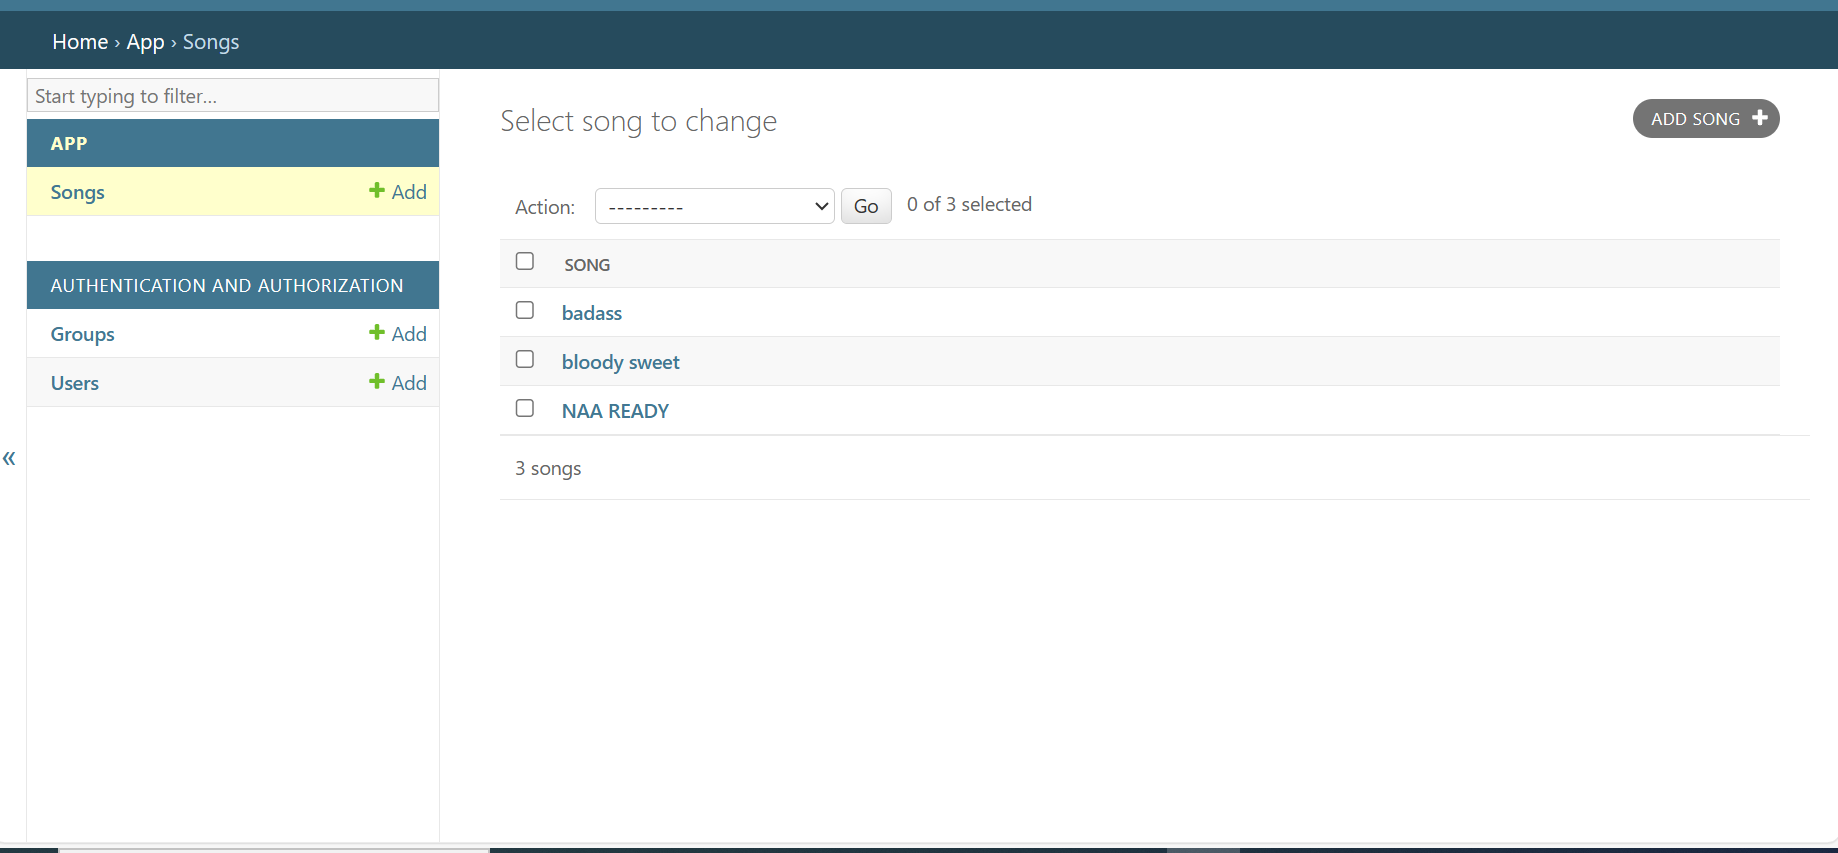 Home › App › Songs
Start typing to filter...
APP
Songs
Add
AUTHENTICATION AND AUTHORIZATION
Groups
Add
Users
Add
«
Select song to change
ADD SONG
Action: --------- Go 0 of 3 selected
SONG
badass
bloody sweet
NAA READY
3 songs